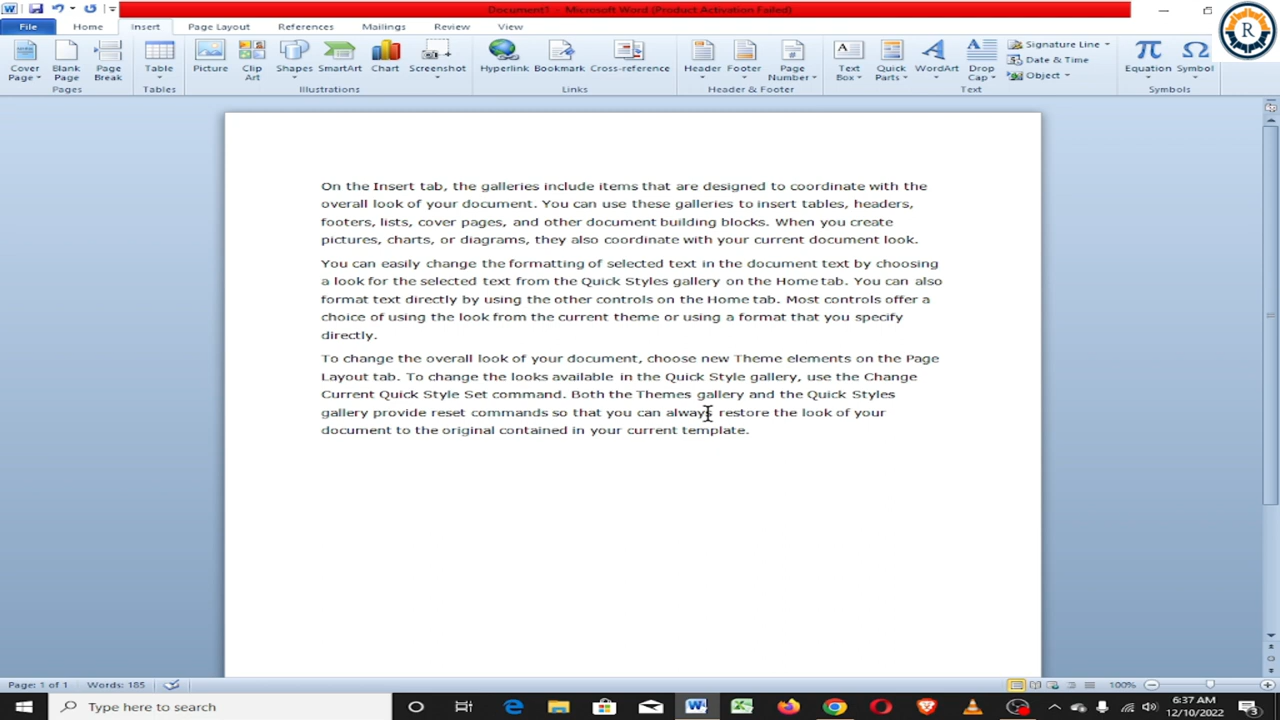 Document1 - Microsoft Word (Product Activation Failed)
File Home Insert Page Layout References Mailings Review View
Cover Page Blank Page Page Break Table Picture Clip Art Shapes SmartArt Chart Screenshot Hyperlink Bookmark Cross-reference Header Footer Page Number Text Box Quick Parts WordArt Drop Cap Signature Line Date & Time Object Equation Symbol
Pages Tables Illustrations Links Header & Footer Text Symbols
R
On the Insert tab, the galleries include items that are designed to coordinate with the
overall look of your document. You can use these galleries to insert tables, headers,
footers, lists, cover pages, and other document building blocks. When you create
pictures, charts, or diagrams, they also coordinate with your current document look.
You can easily change the formatting of selected text in the document text by choosing
a look for the selected text from the Quick Styles gallery on the Home tab. You can also
format text directly by using the other controls on the Home tab. Most controls offer a
choice of using the look from the current theme or using a format that you specify
directly.
To change the overall look of your document, choose new Theme elements on the Page
Layout tab. To change the looks available in the Quick Style gallery, use the Change
Current Quick Style Set command. Both the Themes gallery and the Quick Styles
gallery provide reset commands so that you can always restore the look of your
document to the original contained in your current template.
Page: 1 of 1 Words: 185 100%
Type here to search 6:37 AM
12/10/2022 3